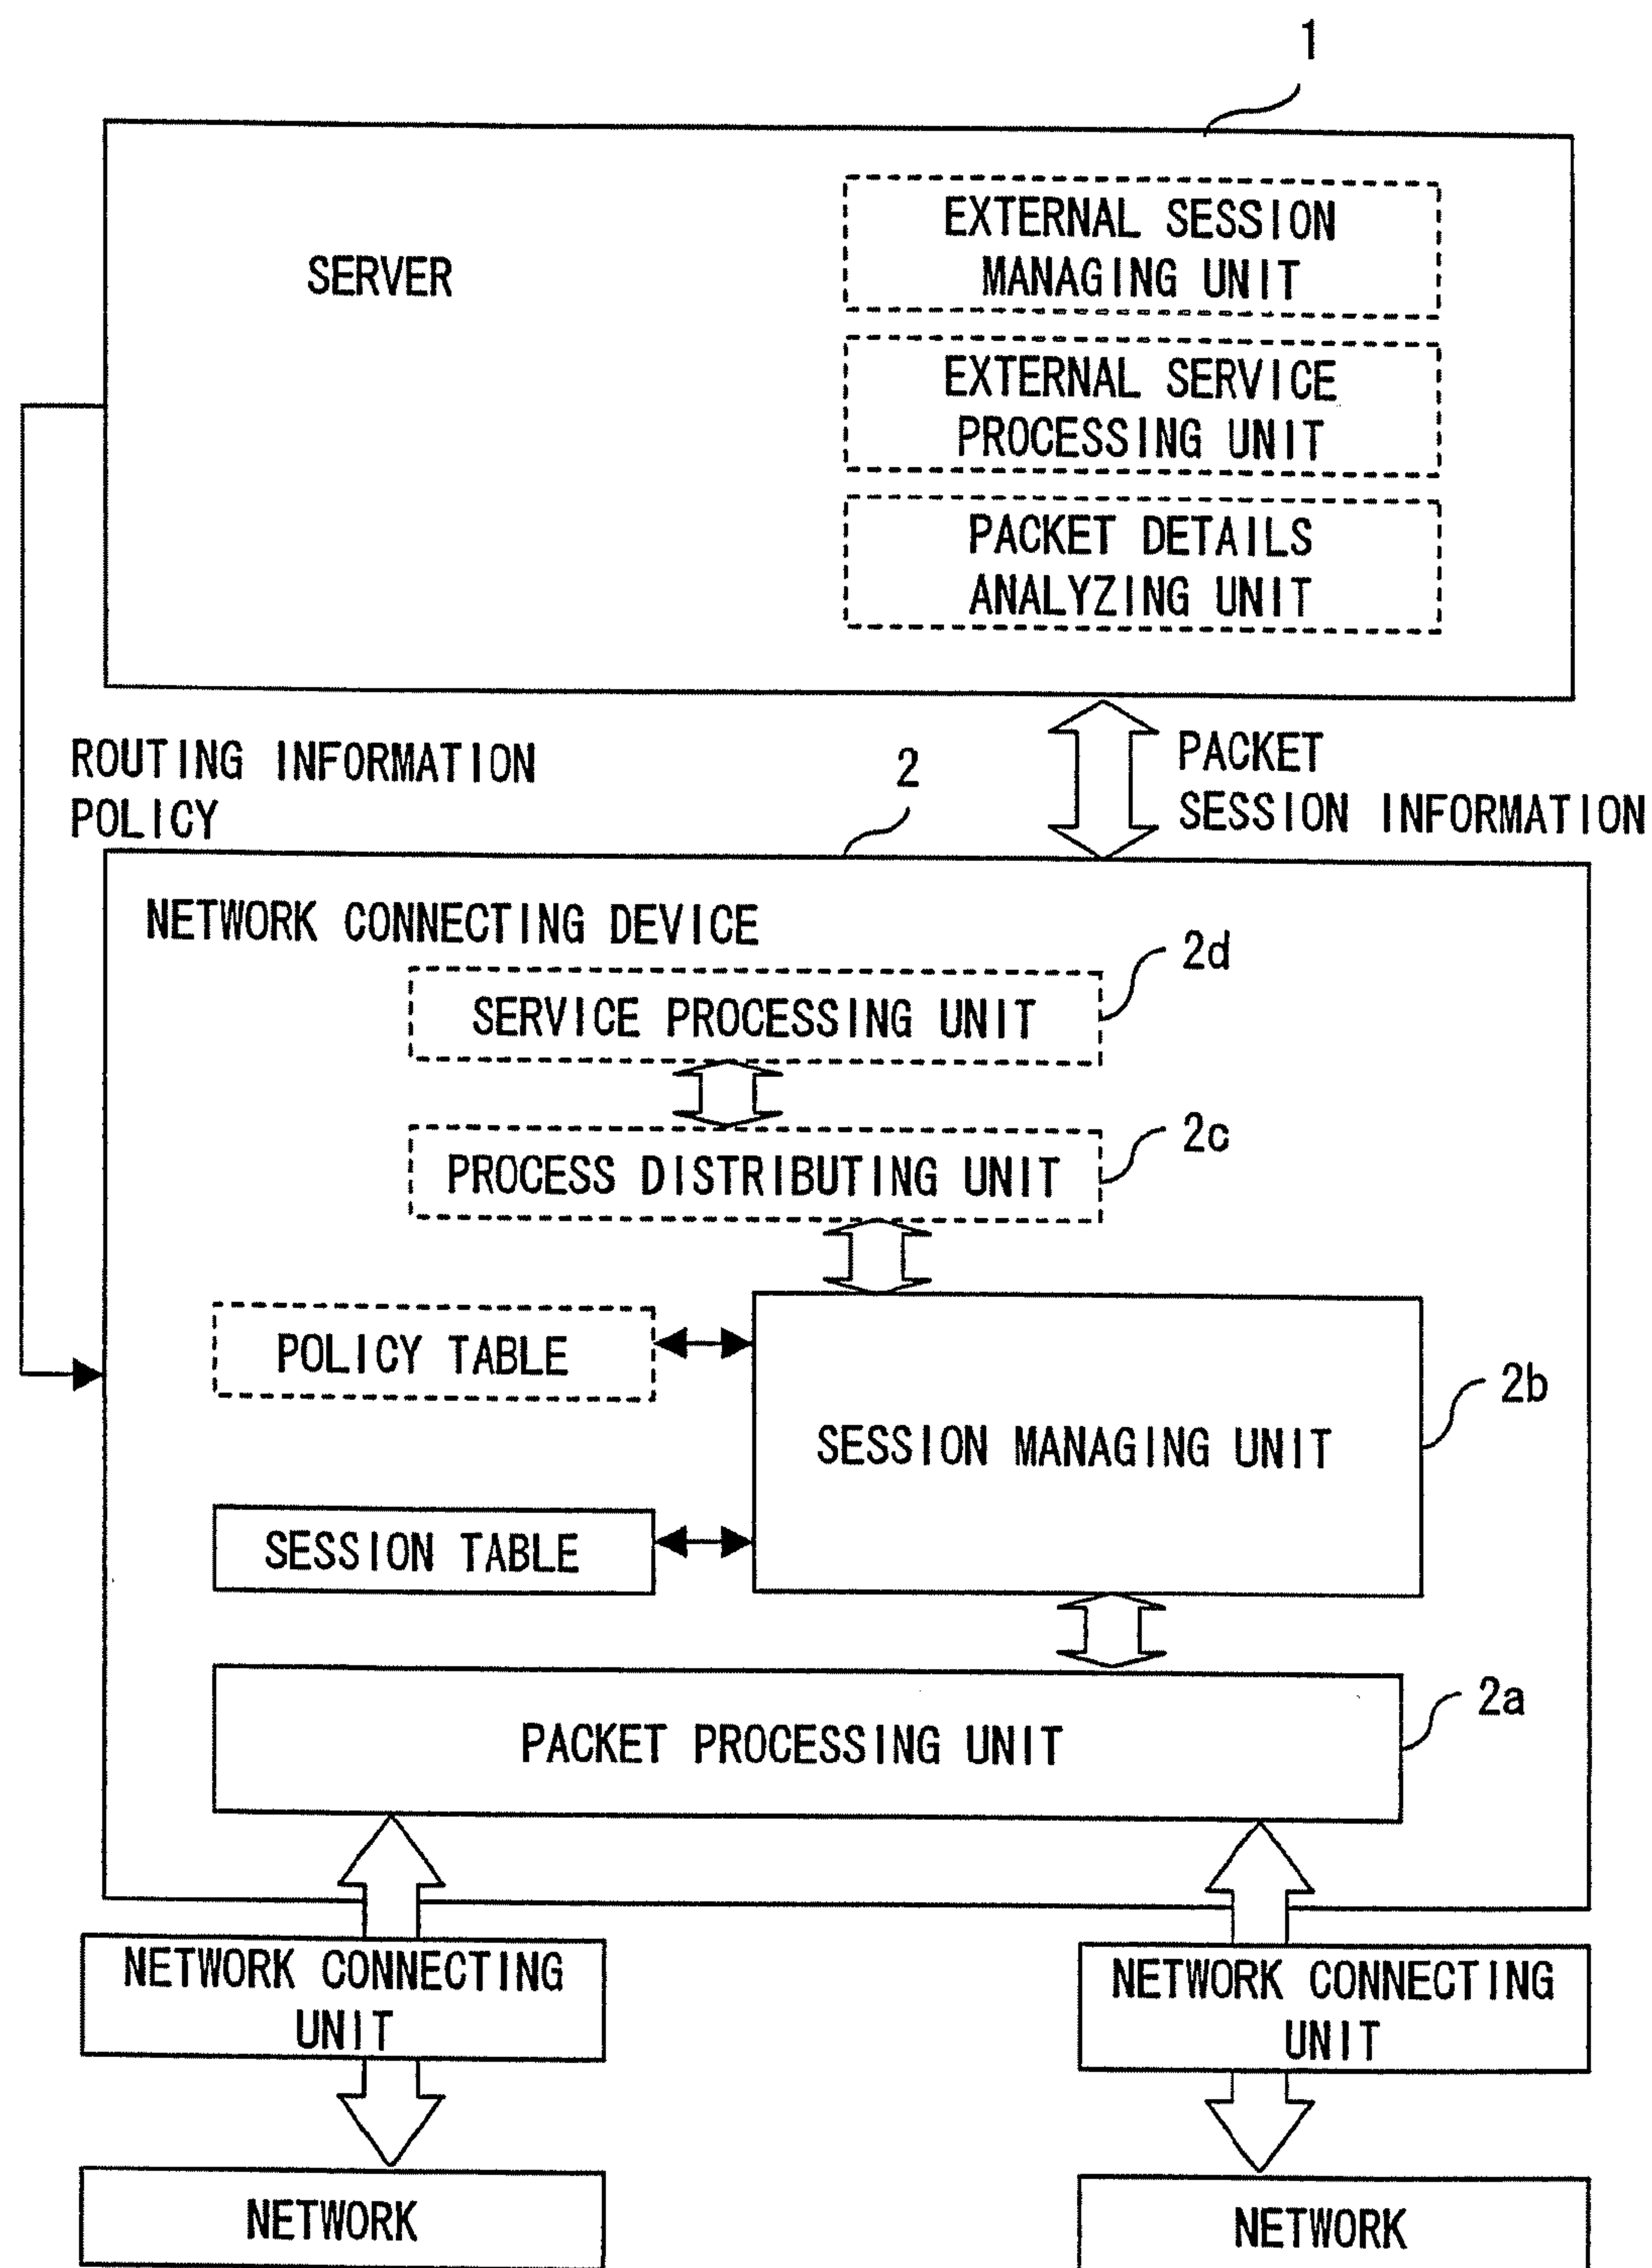 1
SERVER
EXTERNAL SESSION
MANAGING UNIT
EXTERNAL SERVICE
PROCESSING UNIT
PACKET DETAILS
ANALYZING UNIT
ROUTING INFORMATION
POLICY
2
PACKET
SESSION INFORMATION
NETWORK CONNECTING DEVICE
2d
SERVICE PROCESSING UNIT
2c
PROCESS DISTRIBUTING UNIT
POLICY TABLE
2b
SESSION MANAGING UNIT
SESSION TABLE
2a
PACKET PROCESSING UNIT
NETWORK CONNECTING
UNIT
NETWORK CONNECTING
UNIT
NETWORK
NETWORK